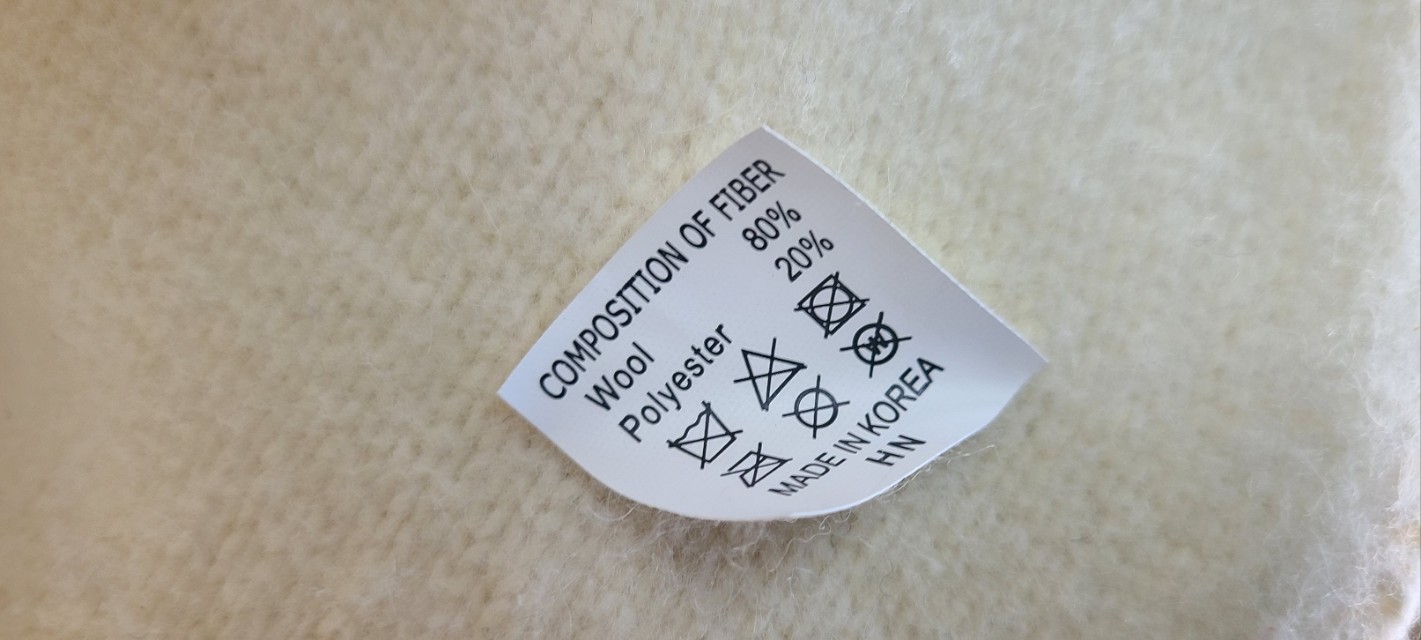 COMPOSITION OF FIBER
Wool 80%
Polyester 20%
W
MADE IN KOREA
HN